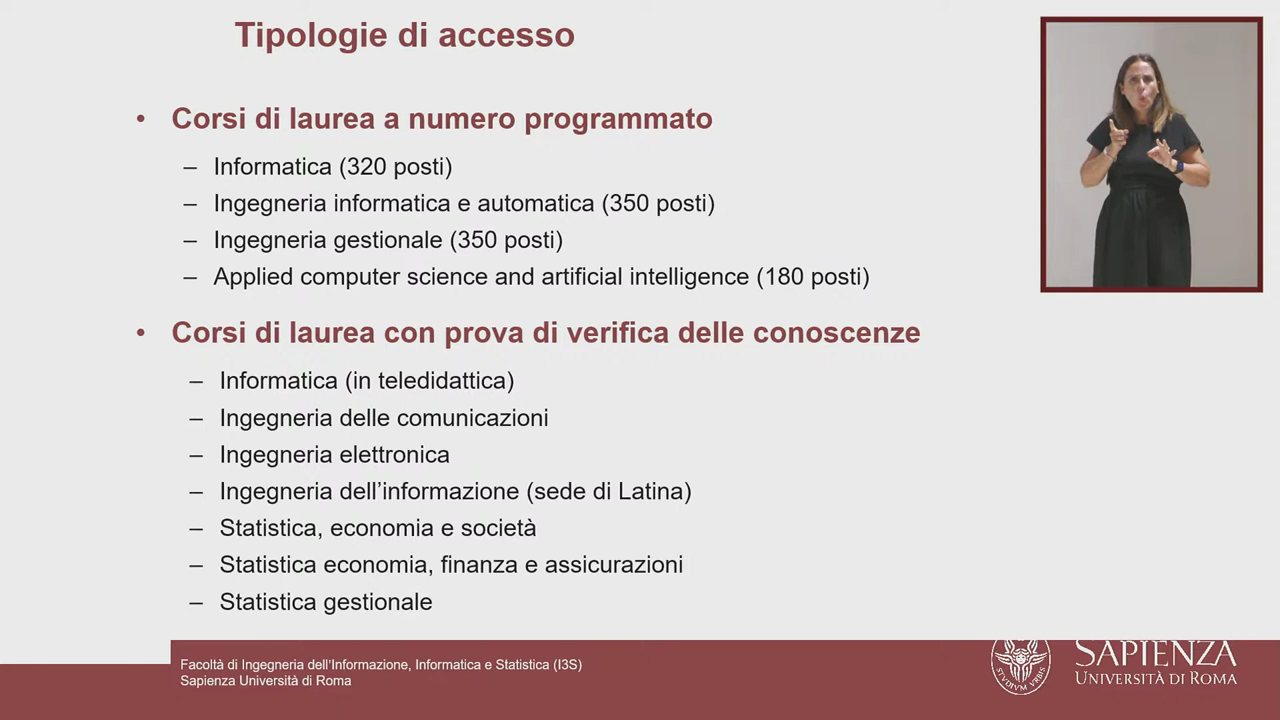 Tipologie di accesso
• Corsi di laurea a numero programmato
– Informatica (320 posti)
– Ingegneria informatica e automatica (350 posti)
– Ingegneria gestionale (350 posti)
– Applied computer science and artificial intelligence (180 posti)
• Corsi di laurea con prova di verifica delle conoscenze
– Informatica (in teledidattica)
– Ingegneria delle comunicazioni
– Ingegneria elettronica
– Ingegneria dell’informazione (sede di Latina)
– Statistica, economia e società
– Statistica economia, finanza e assicurazioni
– Statistica gestionale
Facoltà di Ingegneria dell’Informazione, Informatica e Statistica (I3S)
Sapienza Università di Roma
STVDIVM VRBIS
SAPIENZA
UNIVERSITÀ DI ROMA